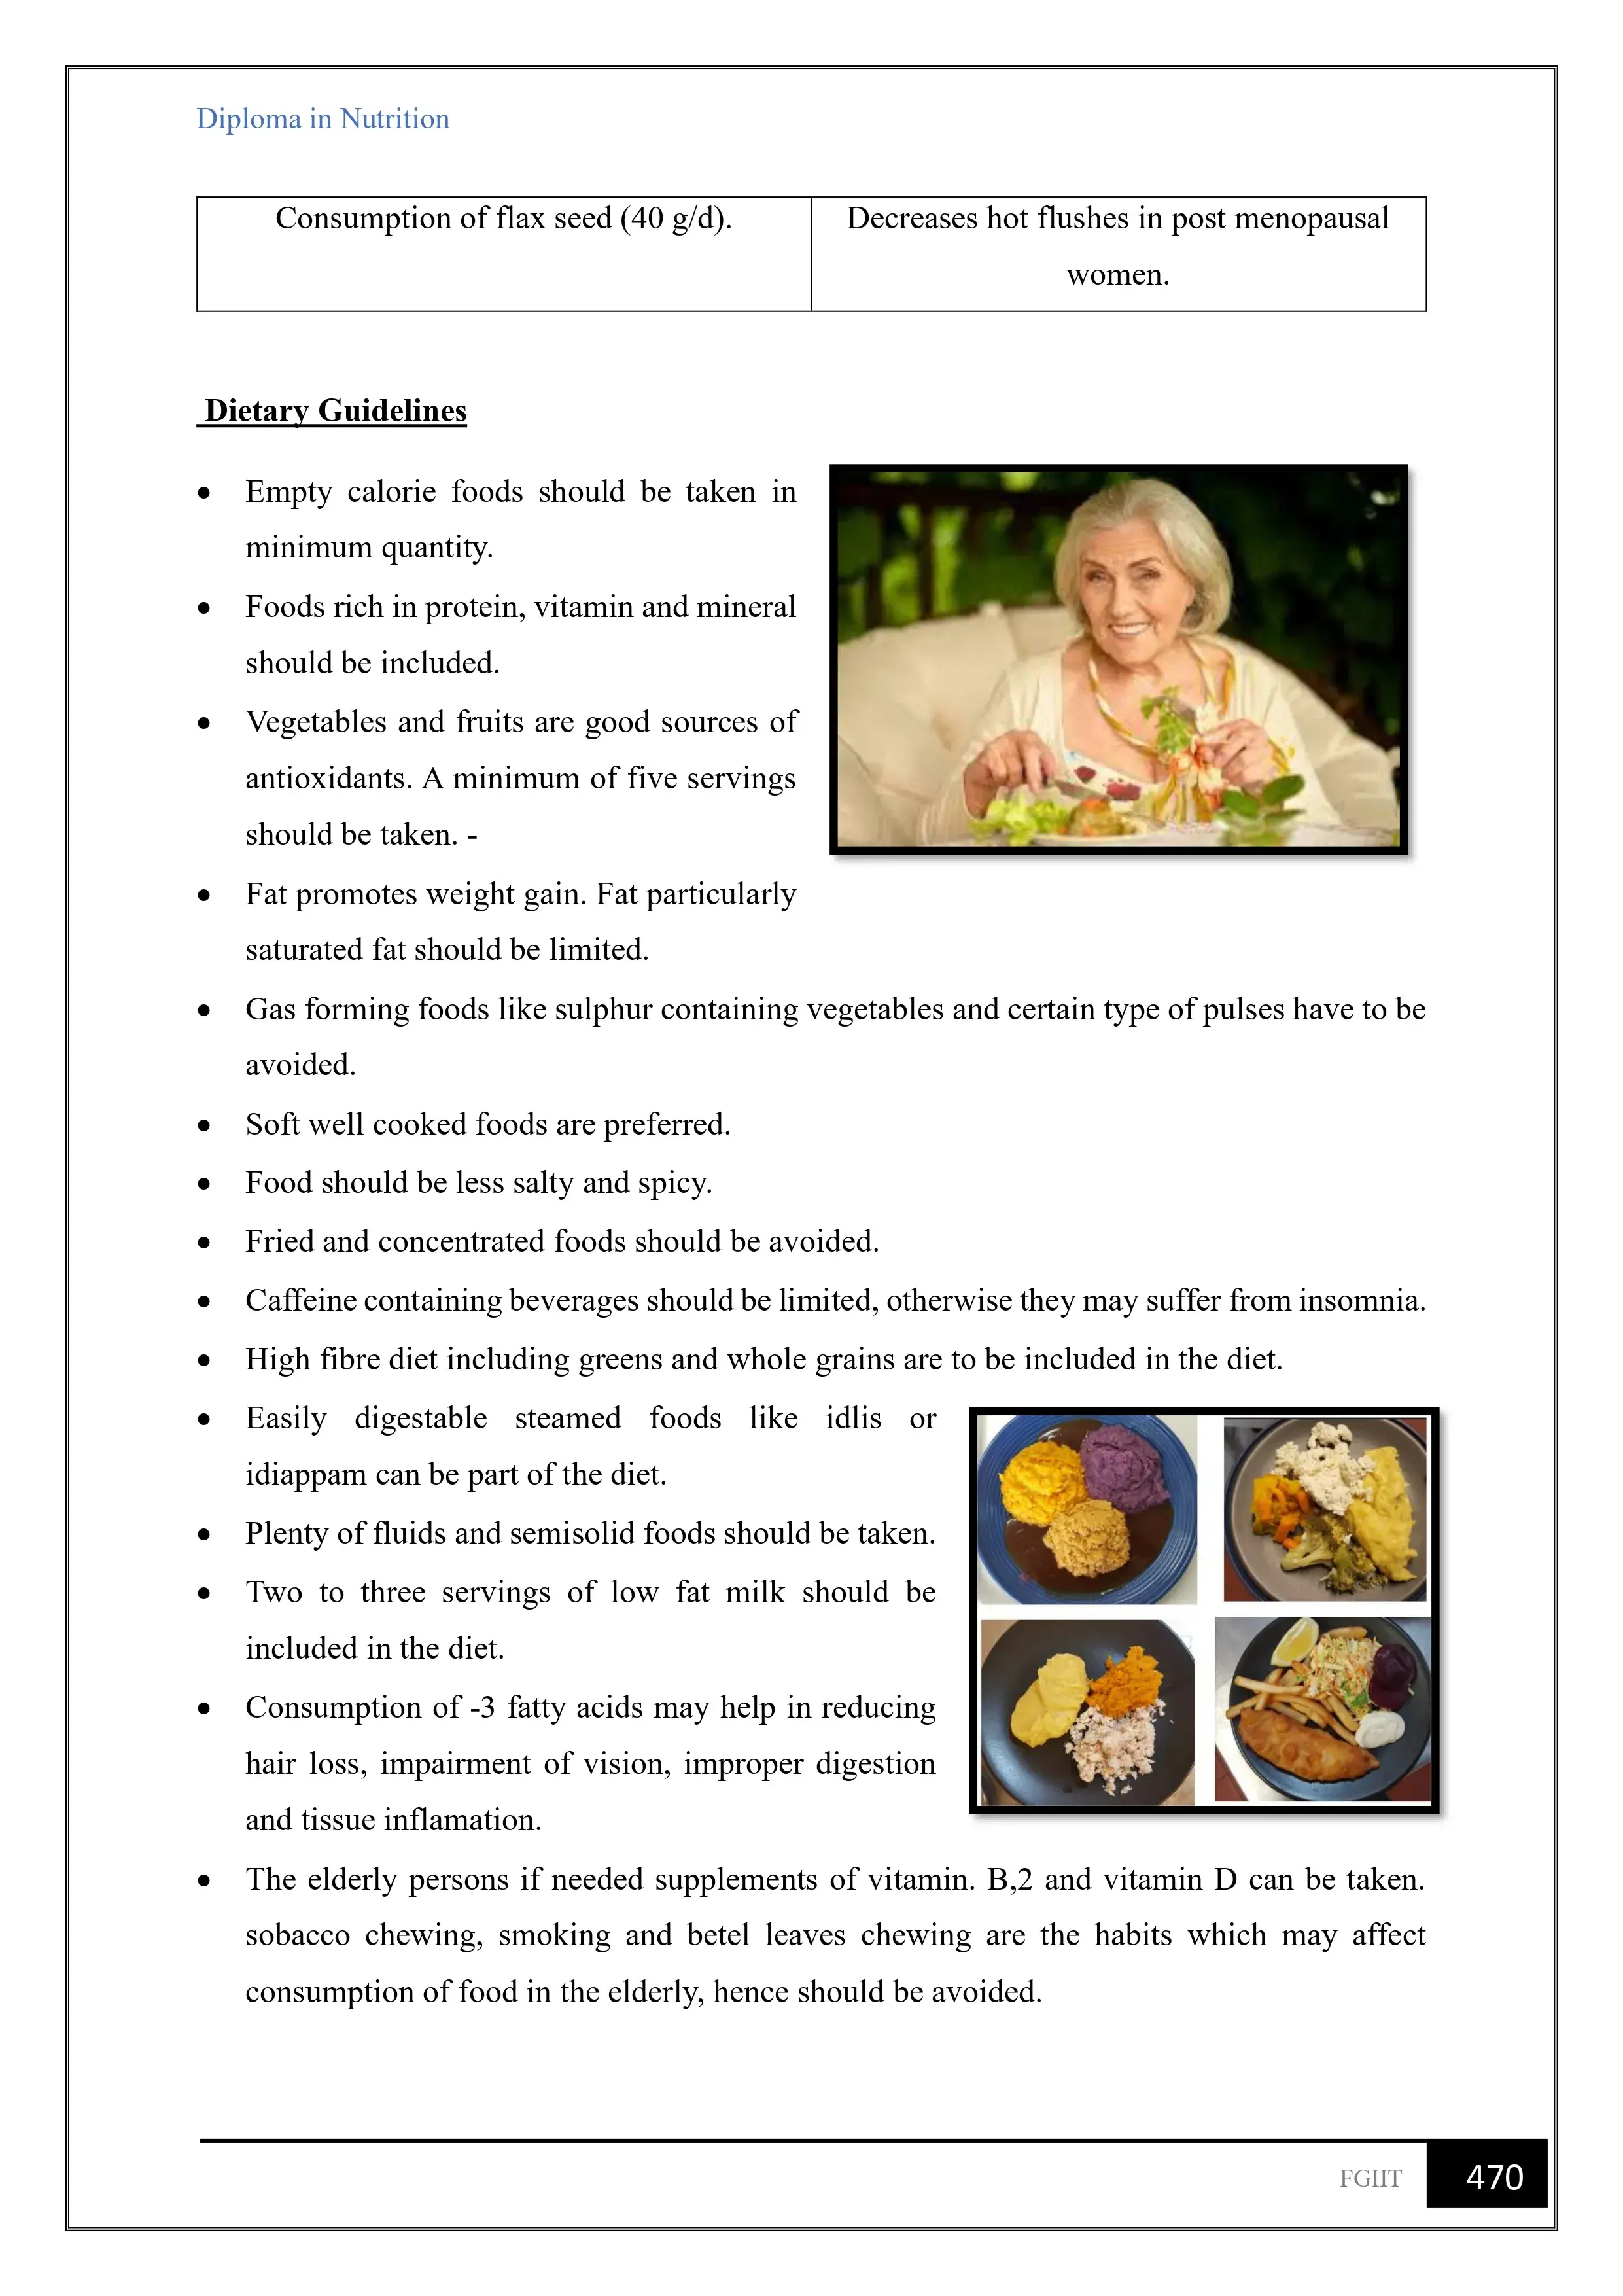 Diploma in Nutrition
Consumption of flax seed (40 g/d).
Decreases hot flushes in post menopausal
women.
Dietary Guidelines
• Empty calorie foods should be taken in
minimum quantity.
• Foods rich in protein, vitamin and mineral
should be included.
• Vegetables and fruits are good sources of
antioxidants. A minimum of five servings
should be taken. -
• Fat promotes weight gain. Fat particularly
saturated fat should be limited.
• Gas forming foods like sulphur containing vegetables and certain type of pulses have to be
avoided.
• Soft well cooked foods are preferred.
• Food should be less salty and spicy.
• Fried and concentrated foods should be avoided.
• Caffeine containing beverages should be limited, otherwise they may suffer from insomnia.
• High fibre diet including greens and whole grains are to be included in the diet.
• Easily digestable steamed foods like idlis or
idiappam can be part of the diet.
• Plenty of fluids and semisolid foods should be taken.
• Two to three servings of low fat milk should be
included in the diet.
• Consumption of -3 fatty acids may help in reducing
hair loss, impairment of vision, improper digestion
and tissue inflamation.
• The elderly persons if needed supplements of vitamin. B,2 and vitamin D can be taken.
sobacco chewing, smoking and betel leaves chewing are the habits which may affect
consumption of food in the elderly, hence should be avoided.
FGIIT
470